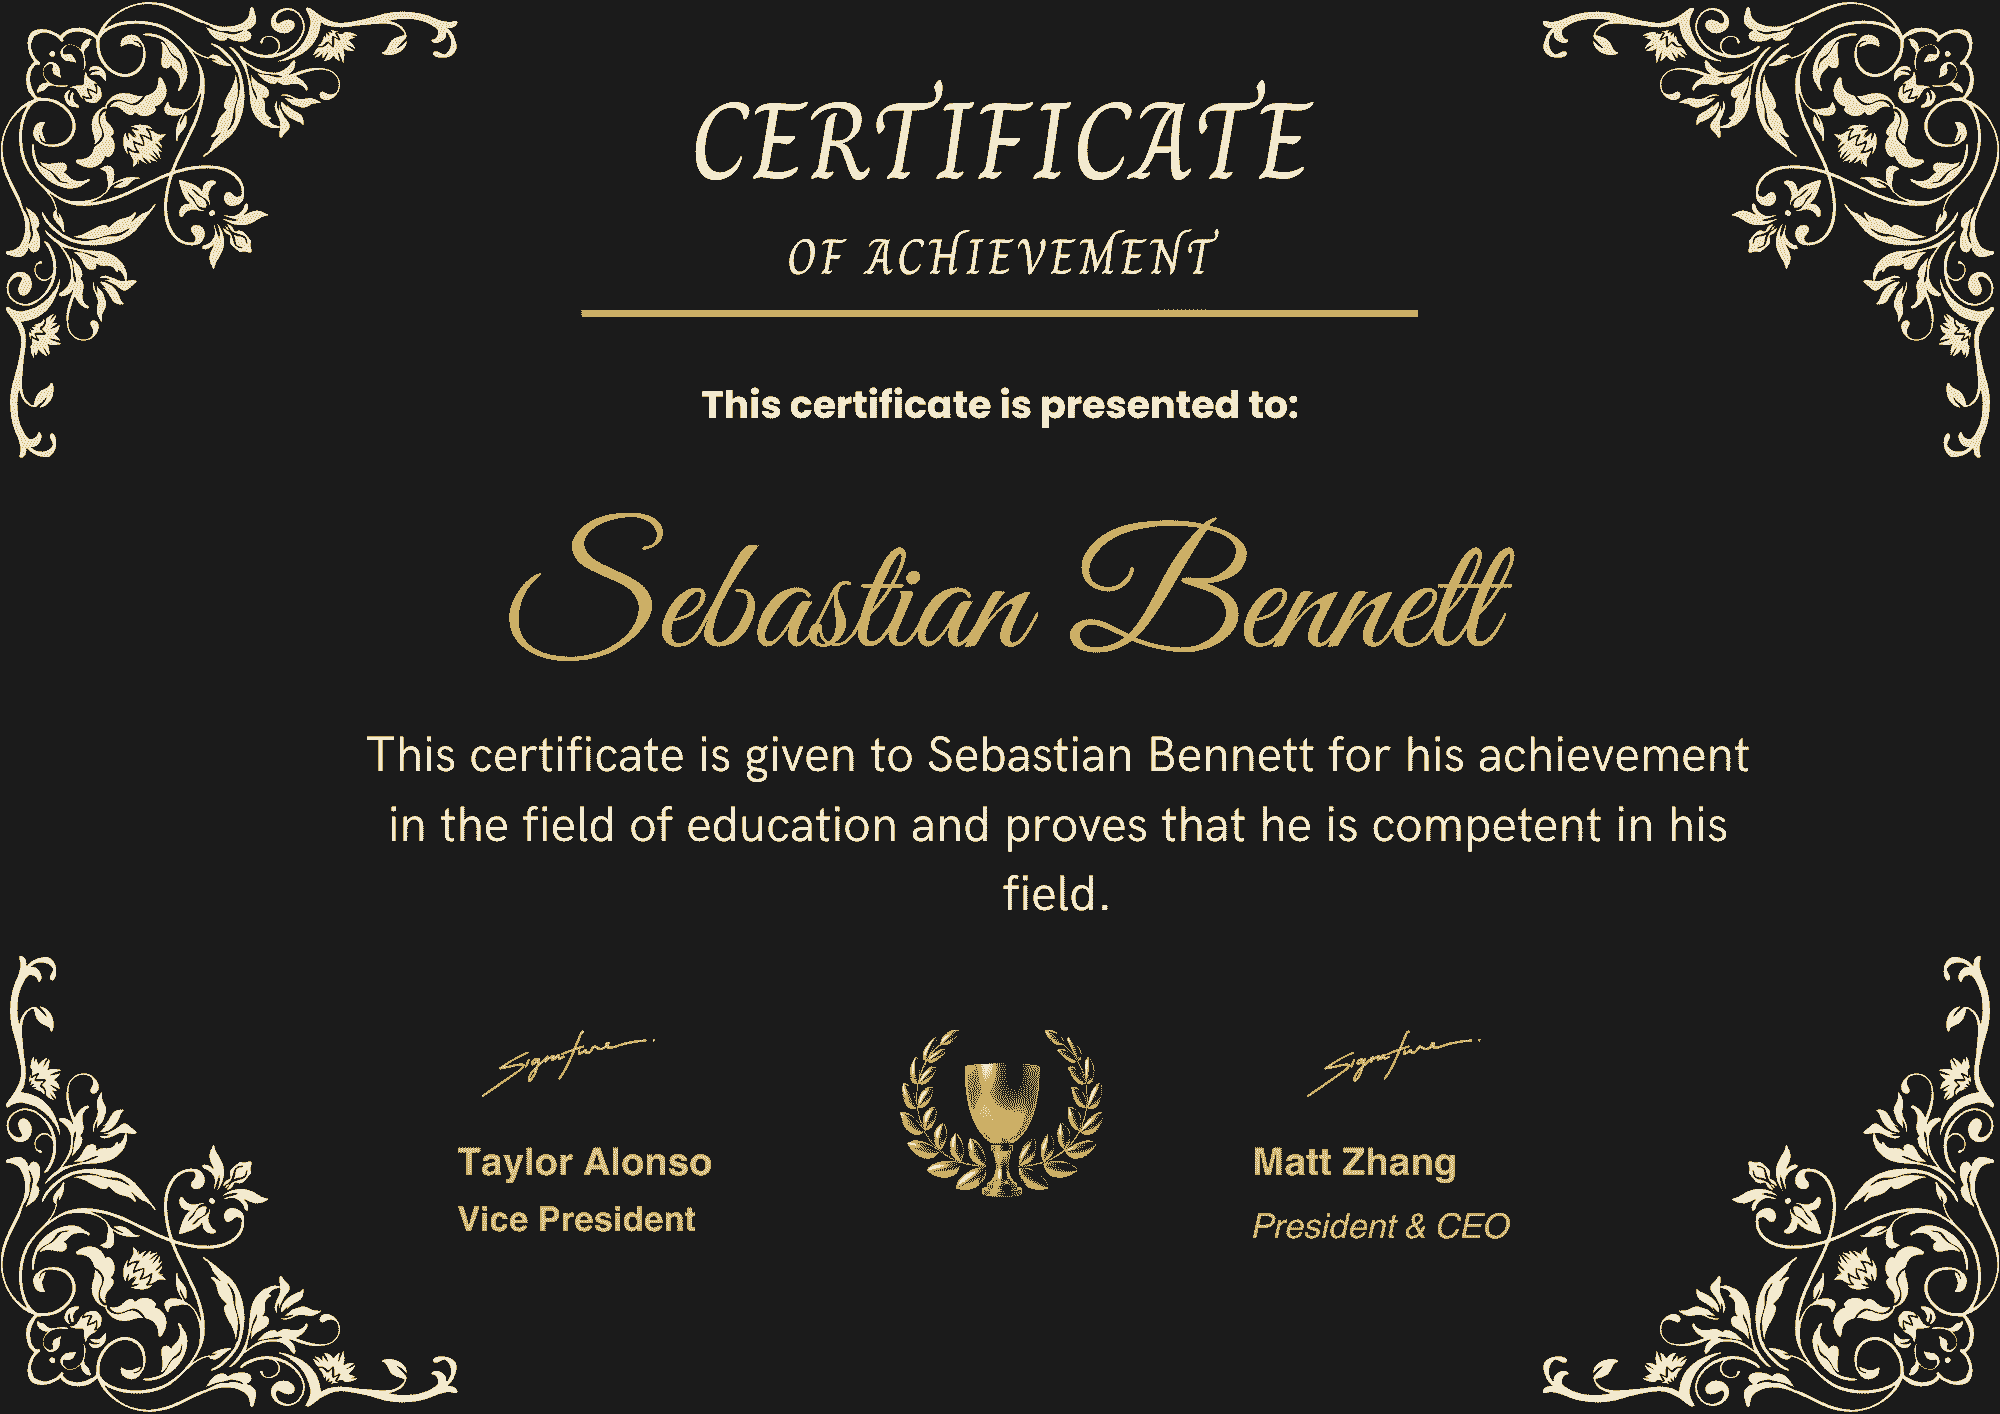 CERTIFICATE
OF ACHIEVEMENT
This certificate is presented to:
Sebastian Bennett
This certificate is given to Sebastian Bennett for his achievement
in the field of education and proves that he is competent in his
field.
Signature
Signature
Taylor Alonso
Matt Zhang
Vice President
President & CEO